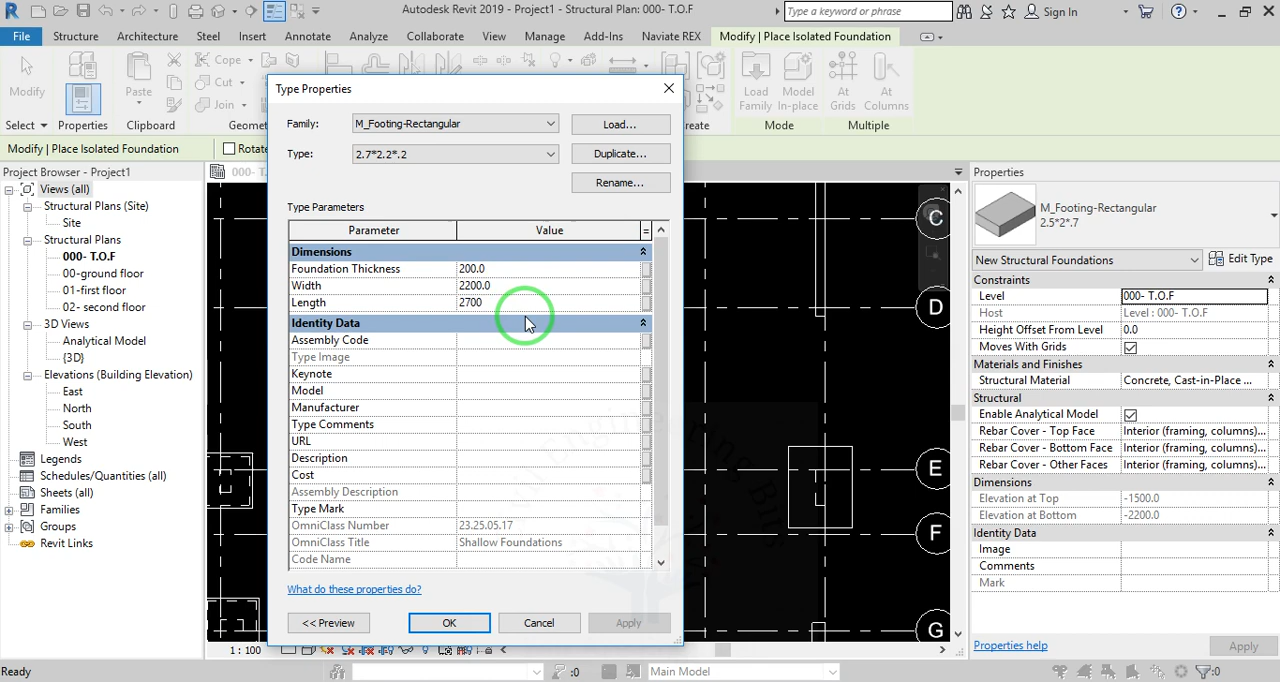 Autodesk Revit 2019 - Project1 - Structural Plan: 000- T.O.F
Type a keyword or phrase
Sign In
File Structure Architecture Steel Insert Annotate Analyze Collaborate View Manage Add-Ins Naviate REX Modify | Place Isolated Foundation
Modify
Paste
Cope
Cut
Join
Load Family
Model In-place
At Grids
At Columns
Select Properties Clipboard Geomet reate Mode Multiple
Modify | Place Isolated Foundation
Rotate
Project Browser - Project1
Views (all)
Structural Plans (Site)
Site
Structural Plans
000- T.O.F
00-ground floor
01-first floor
02- second floor
3D Views
Analytical Model
{3D}
Elevations (Building Elevation)
East
North
South
West
Legends
Schedules/Quantities (all)
Sheets (all)
Families
Groups
Revit Links
000- T.
Type Properties
Family: M_Footing-Rectangular Load...
Type: 2.7*2.2*.2 Duplicate...
Rename...
Type Parameters
Parameter Value =
Dimensions
Foundation Thickness 200.0
Width 2200.0
Length 2700
Identity Data
Assembly Code
Type Image
Keynote
Model
Manufacturer
Type Comments
URL
Description
Cost
Assembly Description
Type Mark
OmniClass Number 23.25.05.17
OmniClass Title Shallow Foundations
Code Name
What do these properties do?
<< Preview OK Cancel Apply
C
D
E
F
G
1 : 100
Properties
M_Footing-Rectangular
2.5*2*.7
New Structural Foundations Edit Type
Constraints
Level 000- T.O.F
Host Level : 000- T.O.F
Height Offset From Level 0.0
Moves With Grids
Materials and Finishes
Structural Material Concrete, Cast-in-Place ...
Structural
Enable Analytical Model
Rebar Cover - Top Face Interior (framing, columns)...
Rebar Cover - Bottom Face Interior (framing, columns)...
Rebar Cover - Other Faces Interior (framing, columns)...
Dimensions
Elevation at Top -1500.0
Elevation at Bottom -2200.0
Identity Data
Image
Comments
Mark
Properties help Apply
Ready :0 Main Model :0